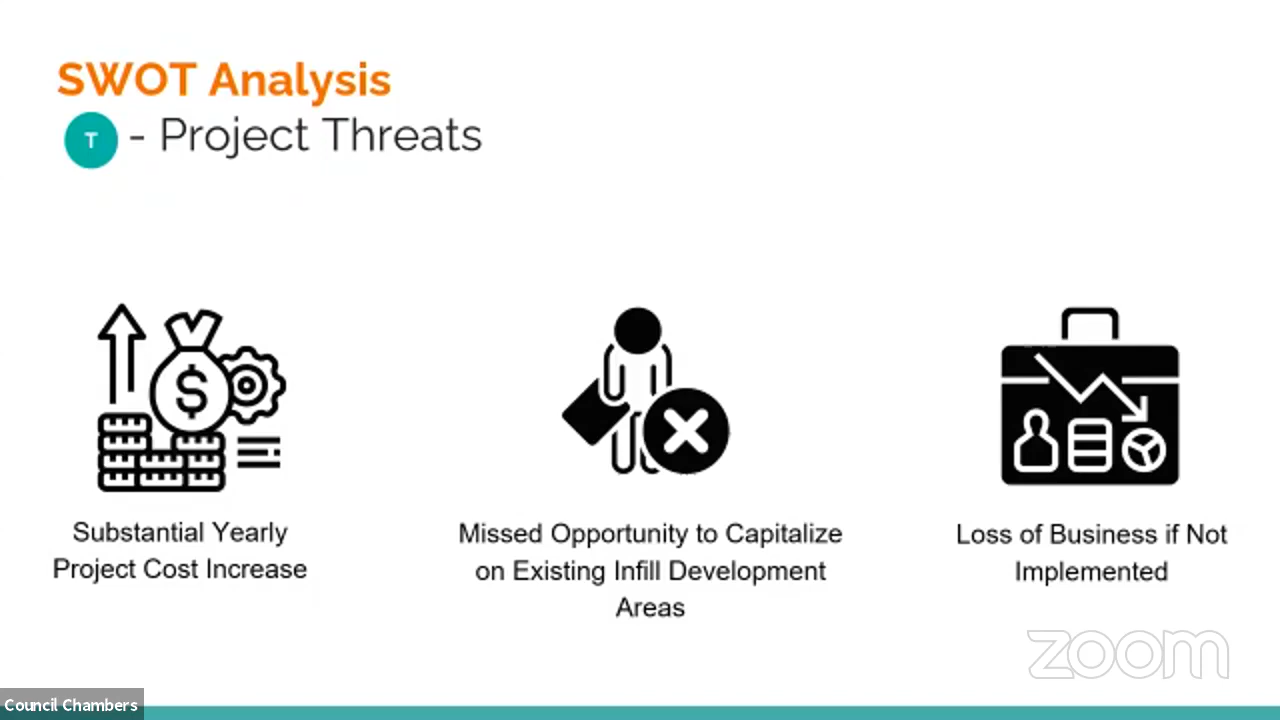 SWOT Analysis
T - Project Threats
$
Substantial Yearly
Project Cost Increase
Missed Opportunity to Capitalize
on Existing Infill Development
Areas
Loss of Business if Not
Implemented
zoom
Council Chambers